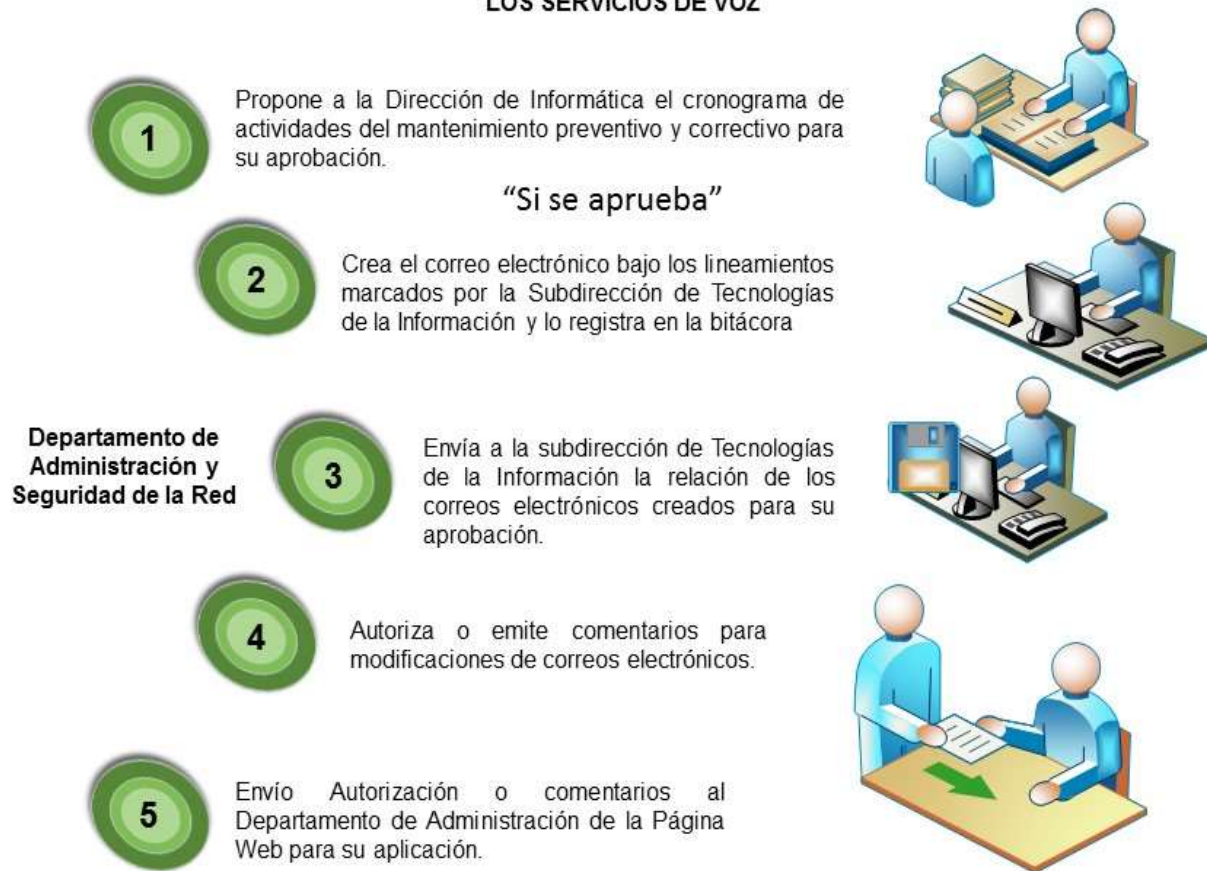 LOS SERVICIOS DE VOZ
1
Propone a la Dirección de Informática el cronograma de
actividades del mantenimiento preventivo y correctivo para
su aprobación.
“Si se aprueba”
2
Crea el correo electrónico bajo los lineamientos
marcados por la Subdirección de Tecnologías
de la Información y lo registra en la bitácora
Departamento de
Administración y
Seguridad de la Red
3
Envía a la subdirección de Tecnologías
de la Información la relación de los
correos electrónicos creados para su
aprobación.
4
Autoriza o emite comentarios para
modificaciones de correos electrónicos.
5
Envío Autorización o comentarios al
Departamento de Administración de la Página
Web para su aplicación.